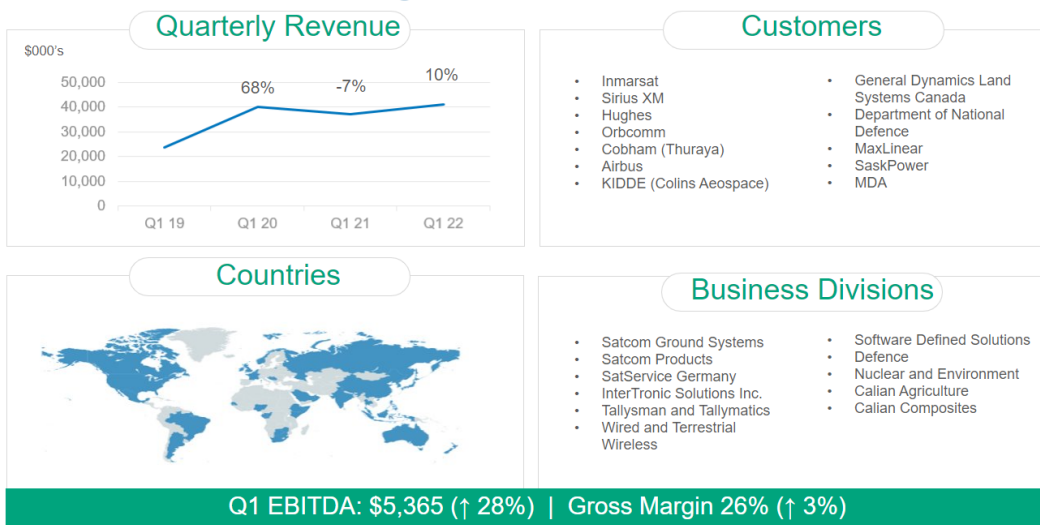 Quarterly Revenue
$000's
50,000
40,000
30,000
20,000
10,000
0
68%
-7%
10%
Q1 19
Q1 20
Q1 21
Q1 22
Customers
• Inmarsat
• Sirius XM
• Hughes
• Orbcomm
• Cobham (Thuraya)
• Airbus
• KIDDE (Colins Aeospace)
• General Dynamics Land
Systems Canada
• Department of National
Defence
• MaxLinear
• SaskPower
• MDA
Countries
Business Divisions
• Satcom Ground Systems
• Satcom Products
• SatService Germany
• InterTronic Solutions Inc.
• Tallysman and Tallymatics
• Wired and Terrestrial
Wireless
• Software Defined Solutions
• Defence
• Nuclear and Environment
• Calian Agriculture
• Calian Composites
Q1 EBITDA: $5,365 (↑ 28%) | Gross Margin 26% (↑ 3%)